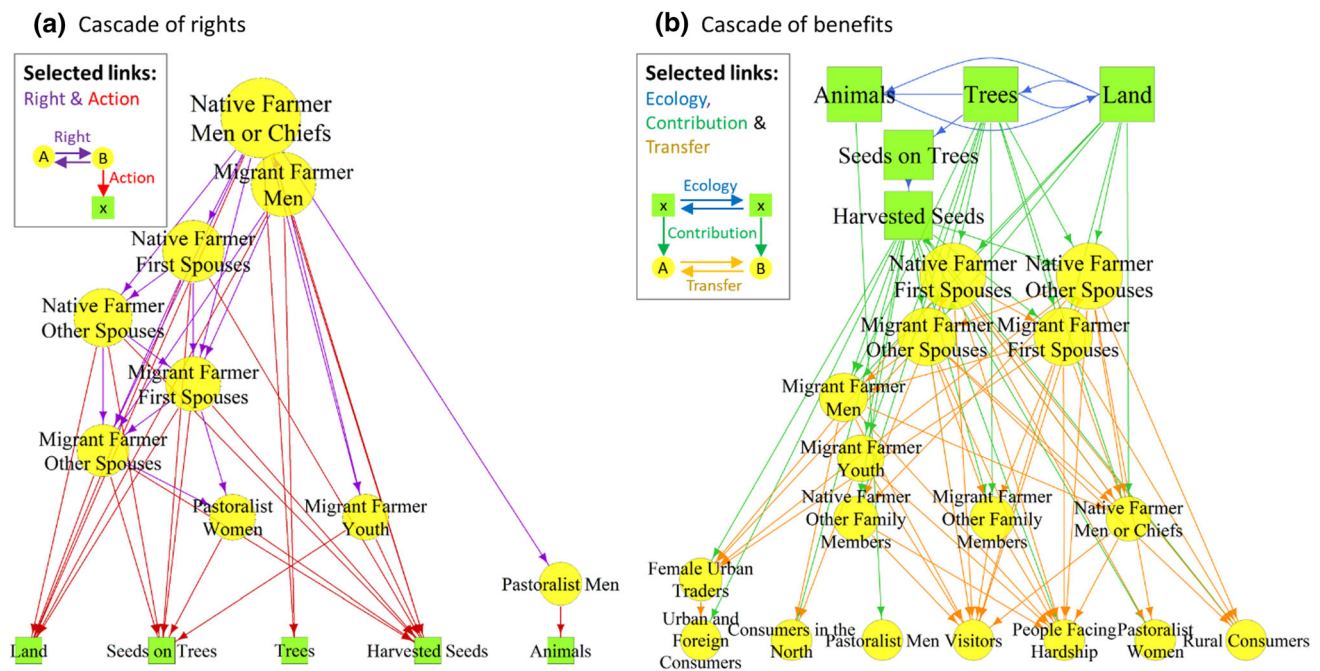 (a) Cascade of rights
Selected links:
Right & Action
Right
A
B
Action
x
Native Farmer
Men or Chiefs
Migrant Farmer
Men
Native Farmer
First Spouses
Native Farmer
Other Spouses
Migrant Farmer
First Spouses
Migrant Farmer
Other Spouses
Pastoralist
Women
Migrant Farmer
Youth
Pastoralist Men
Land
Seeds on Trees
Trees
Harvested Seeds
Animals
(b) Cascade of benefits
Selected links:
Ecology,
Contribution &
Transfer
Ecology
x
x
Contribution
A
B
Transfer
Animals
Trees
Land
Seeds on Trees
Harvested Seeds
Native Farmer
First Spouses
Native Farmer
Other Spouses
Migrant Farmer
Other Spouses
Migrant Farmer
First Spouses
Migrant Farmer
Men
Migrant Farmer
Youth
Native Farmer
Other Family
Members
Migrant Farmer
Other Family
Members
Native Farmer
Men or Chiefs
Female Urban
Traders
Urban and
Foreign
Consumers
Consumers in the
North
Pastoralist Men
Visitors
People Facing
Hardship
Pastoralist
Women
Rural Consumers